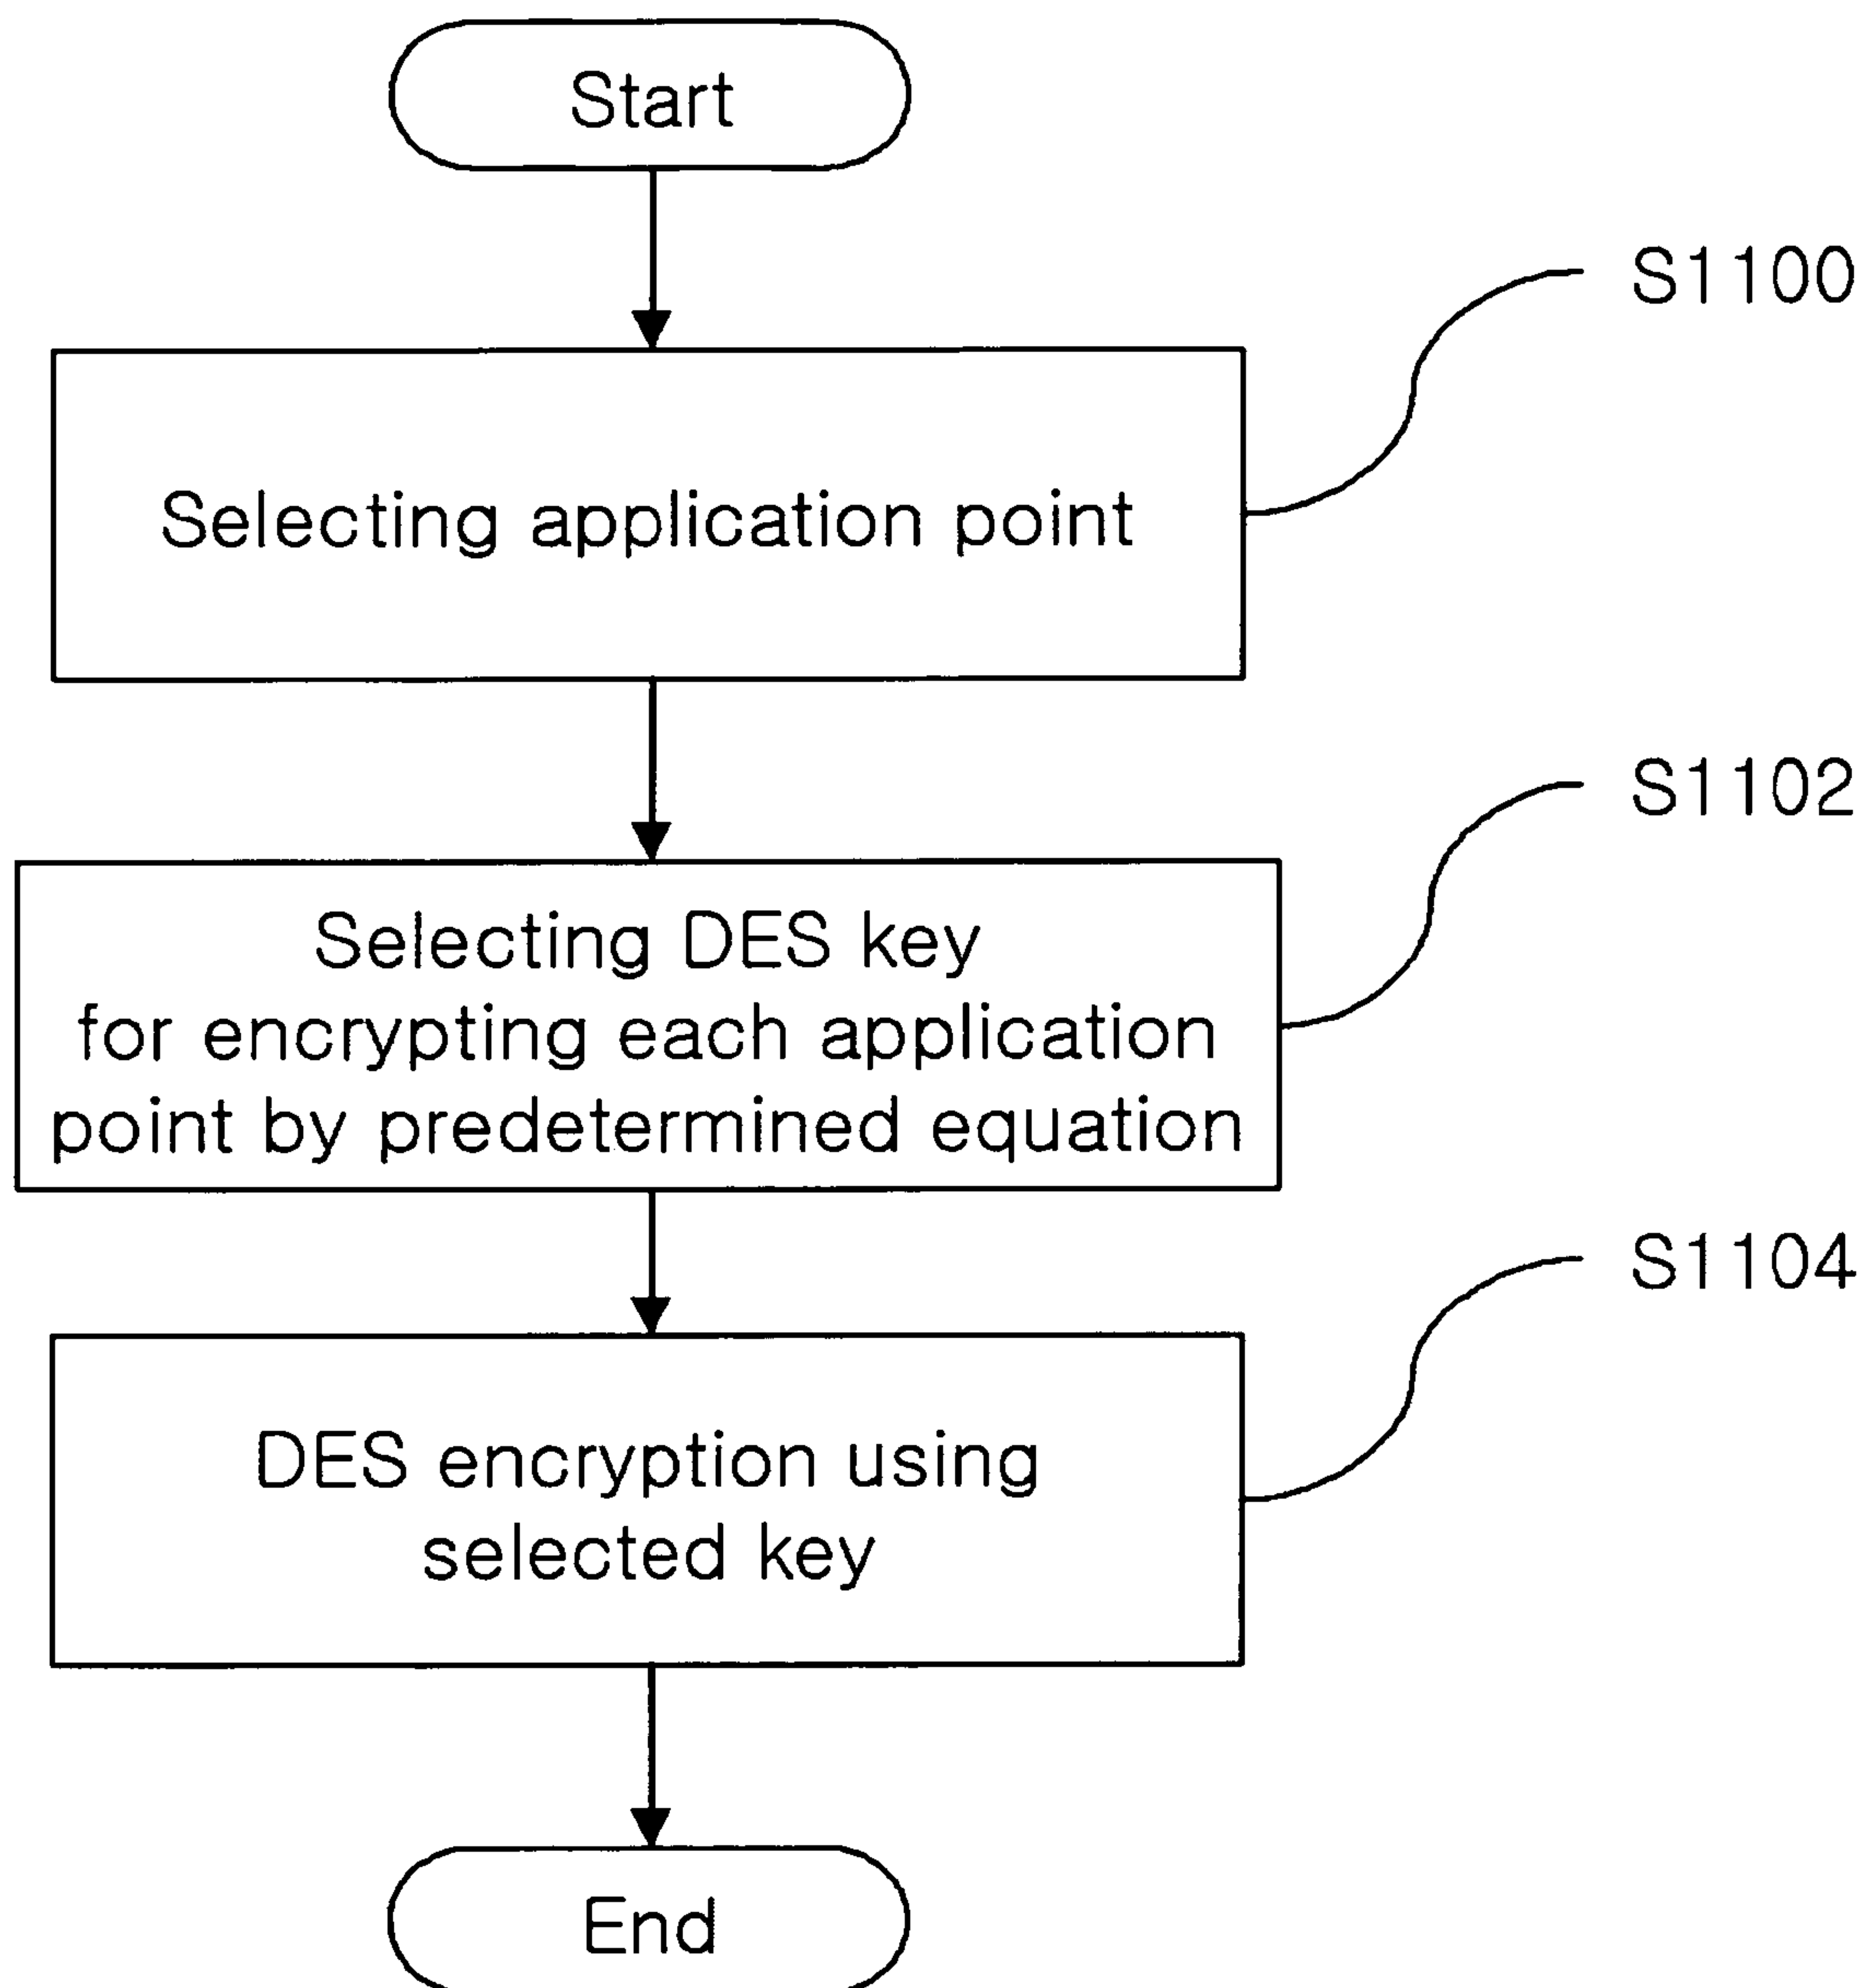 Start
S1100
Selecting application point
S1102
Selecting DES key
for encrypting each application
point by predetermined equation
S1104
DES encryption using
selected key
End